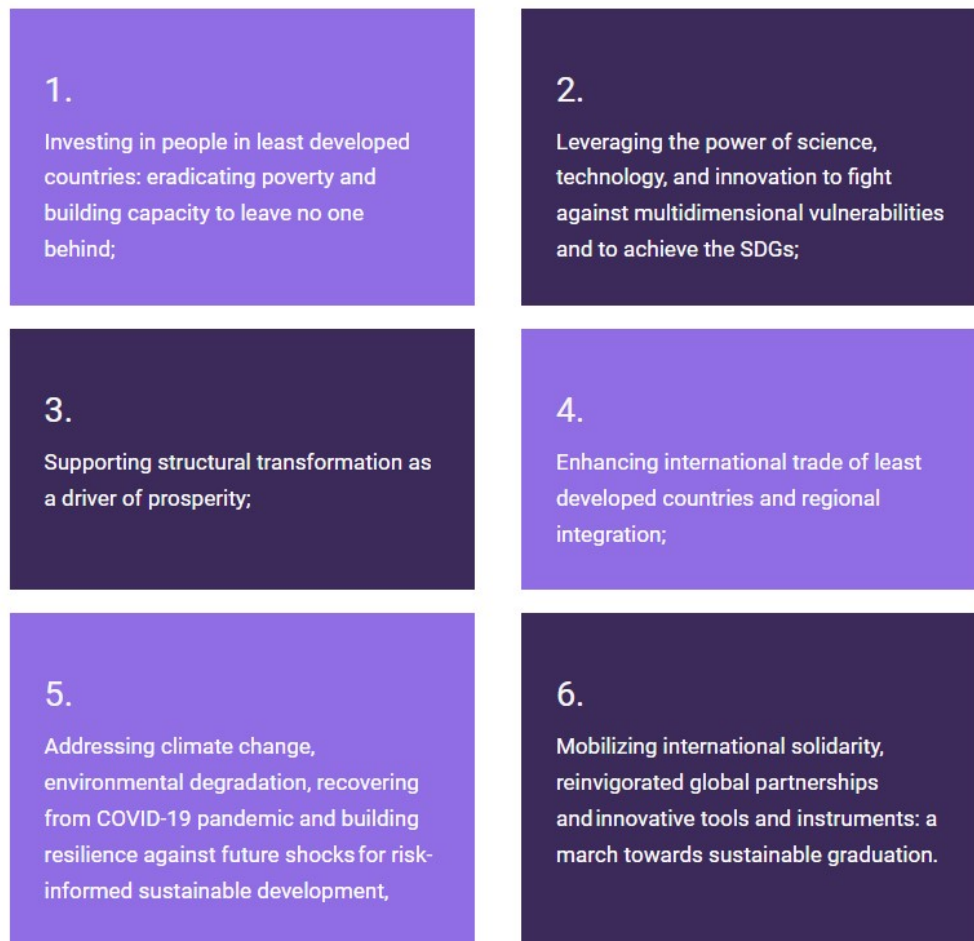 1.
Investing in people in least developed
countries: eradicating poverty and
building capacity to leave no one
behind;
2.
Leveraging the power of science,
technology, and innovation to fight
against multidimensional vulnerabilities
and to achieve the SDGs;
3.
Supporting structural transformation as
a driver of prosperity;
4.
Enhancing international trade of least
developed countries and regional
integration;
5.
Addressing climate change,
environmental degradation, recovering
from COVID-19 pandemic and building
resilience against future shocks for risk-
informed sustainable development,
6.
Mobilizing international solidarity,
reinvigorated global partnerships
and innovative tools and instruments: a
march towards sustainable graduation.